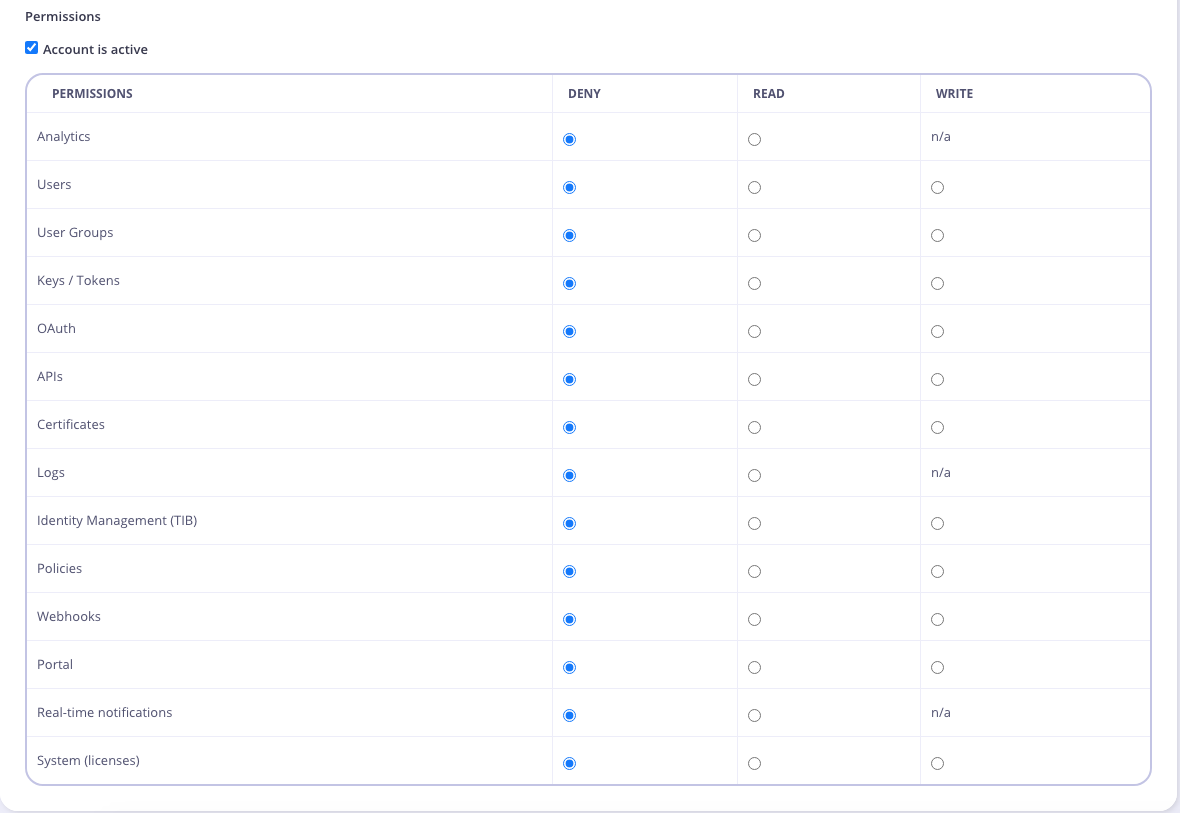 Permissions
Account is active
PERMISSIONS DENY READ WRITE
Analytics n/a
Users
User Groups
Keys / Tokens
OAuth
APIs
Certificates
Logs n/a
Identity Management (TIB)
Policies
Webhooks
Portal
Real-time notifications n/a
System (licenses)